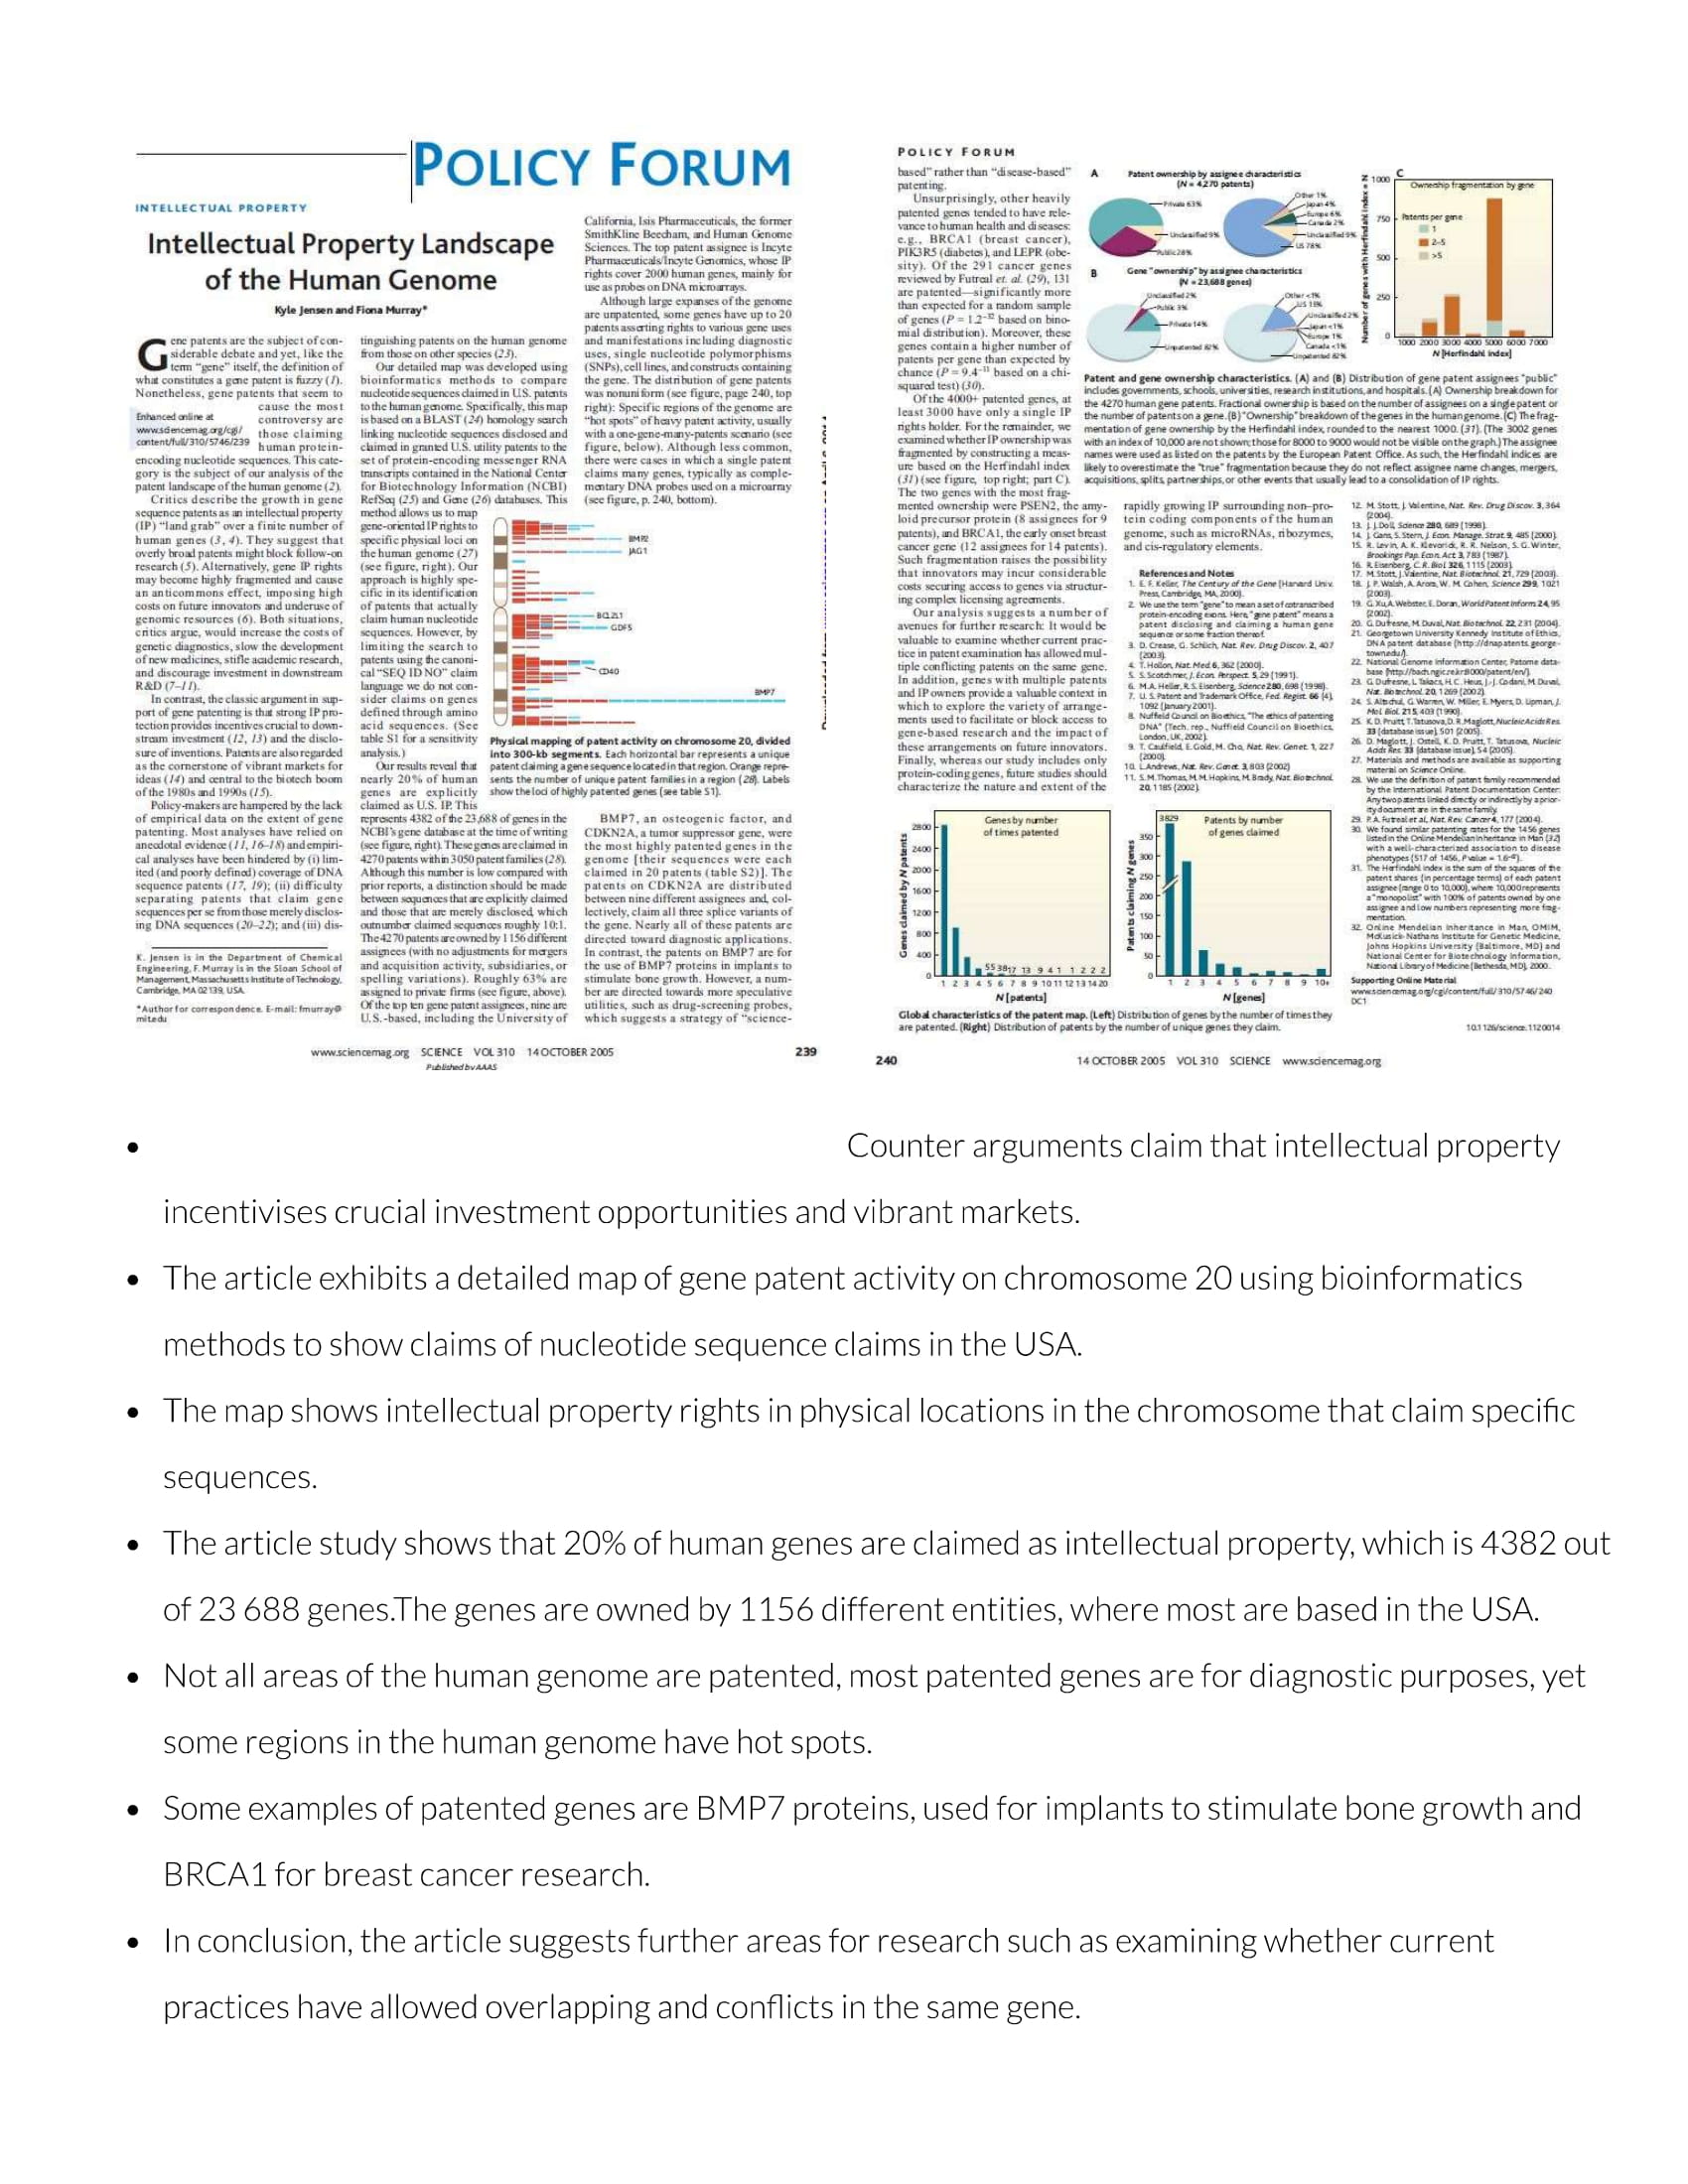 POLICY FORUM
INTELLECTUAL PROPERTY
Intellectual Property Landscape
of the Human Genome
Kyle Jensen and Fiona Murray*
Gene patents are the subject of con-
siderable debate and yet, like the
term "gene" itself, the definition of
what constitutes a gene patent is fuzzy (1).
Nonetheless, gene patents that seem to
cause the most
controversy are
those claiming
human protein-
Enhanced online at
www.sciencemag.org/cgi/
content/full/310/5746/239
encoding nucleotide sequences. This cate-
gory is the subject of our analysis of the
patent landscape of the human genome (2).
Critics describe the growth in gene
sequence patents as an intellectual property
(IP) "land grab" over a finite number of
human genes (3, 4). They suggest that
overly broad patents might block follow-on
research (5). Alternatively, gene IP rights
may become highly fragmented and cause
an anticommons effect, imposing high
costs on future innovators and underuse of
genomic resources (6). Both situations,
critics argue, would increase the costs of
genetic diagnostics, slow the development
of new medicines, stifle academic research,
and discourage investment in downstream
R&D (7–11).
In contrast, the classic argument in sup-
port of gene patenting is that strong IP pro-
tection provides incentives crucial to down-
stream investment (12, 13) and the disclo-
sure of inventions. Patents are also regarded
as the cornerstone of vibrant markets for
ideas (14) and central to the biotech boom
of the 1980s and 1990s (15).
Policy-makers are hampered by the lack
of empirical data on the extent of gene
patenting. Most analyses have relied on
anecdotal evidence (11, 16–18) and empiri-
cal analyses have been hindered by (i) lim-
ited (and poorly defined) coverage of DNA
sequence patents (17, 19); (ii) difficulty
separating patents that claim gene
sequences per se from those merely disclos-
ing DNA sequences (20–22); and (iii) dis-
K. Jensen is in the Department of Chemical
Engineering, F. Murray is in the Sloan School of
Management, Massachusetts Institute of Technology,
Cambridge, MA 02139, USA.
*Author for correspondence. E-mail: fmurray@
mit.edu
tinguishing patents on the human genome
from those on other species (23).
Our detailed map was developed using
bioinformatics methods to compare
nucleotide sequences claimed in U.S. patents
to the human genome. Specifically, this map
is based on a BLAST (24) homology search
linking nucleotide sequences disclosed and
claimed in granted U.S. utility patents to the
set of protein-encoding messenger RNA
transcripts contained in the National Center
for Biotechnology Information (NCBI)
RefSeq (25) and Gene (26) databases. This
method allows us to map
gene-oriented IP rights to
specific physical loci on
the human genome (27)
(see figure, right). Our
approach is highly spe-
cific in its identification
of patents that actually
claim human nucleotide
sequences. However, by
limiting the search to
patents using the canoni-
cal "SEQ ID NO" claim
language we do not con-
sider claims on genes
defined through amino
acid sequences. (See
table S1 for a sensitivity
analysis.)
Our results reveal that
nearly 20% of human
genes are explicitly
claimed as U.S. IP. This
represents 4382 of the 23,688 of genes in the
NCBI's gene database at the time of writing
(see figure, right). These genes are claimed in
4270 patents within 3050 patent families (28).
Although this number is low compared with
prior reports, a distinction should be made
between sequences that are explicitly claimed
and those that are merely disclosed, which
outnumber claimed sequences roughly 10:1.
The 4270 patents are owned by 1156 different
assignees (with no adjustments for mergers
and acquisition activity, subsidiaries, or
spelling variations). Roughly 63% are
assigned to private firms (see figure, above).
Of the top ten gene patent assignees, nine are
U.S.-based, including the University of
California, Isis Pharmaceuticals, the former
SmithKline Beecham, and Human Genome
Sciences. The top patent assignee is Incyte
Pharmaceuticals/Incyte Genomics, whose IP
rights cover 2000 human genes, mainly for
use as probes on DNA microarrays.
Although large expanses of the genome
are unpatented, some genes have up to 20
patents asserting rights to various gene uses
and manifestations including diagnostic
uses, single nucleotide polymorphisms
(SNPs), cell lines, and constructs containing
the gene. The distribution of gene patents
was nonuniform (see figure, page 240, top
right): Specific regions of the genome are
"hot spots" of heavy patent activity, usually
with a one-gene-many-patents scenario (see
figure, below). Although less common,
there were cases in which a single patent
claims many genes, typically as comple-
mentary DNA probes used on a microarray
(see figure, p. 240, bottom).
BMP2
JAG1
BCL2L1
GDF5
CD40
BMP7
Physical mapping of patent activity on chromosome 20, divided
into 300-kb segments. Each horizontal bar represents a unique
patent claiming a gene sequence located in that region. Orange repre-
sents the number of unique patent families in a region (28). Labels
show the loci of highly patented genes (see table S1).
BMP7, an osteogenic factor, and
CDKN2A, a tumor suppressor gene, were
the most highly patented genes in the
genome [their sequences were each
claimed in 20 patents (table S2)]. The
patents on CDKN2A are distributed
between nine different assignees and, col-
lectively, claim all three splice variants of
the gene. Nearly all of these patents are
directed toward diagnostic applications.
In contrast, the patents on BMP7 are for
the use of BMP7 proteins in implants to
stimulate bone growth. However, a num-
ber are directed towards more speculative
utilities, such as drug-screening probes,
which suggests a strategy of "science-
www.sciencemag.org SCIENCE VOL 310 14 OCTOBER 2005 239
Published by AAAS
POLICY FORUM
based" rather than "disease-based"
patenting.
Unsurprisingly, other heavily
patented genes tended to have rele-
vance to human health and diseases:
e.g., BRCA1 (breast cancer),
PIK3R5 (diabetes), and LEPR (obe-
sity). Of the 291 cancer genes
reviewed by Futreal et. al. (29), 131
are patented—significantly more
than expected for a random sample
of genes (P = 1.2⁻¹² based on bino-
mial distribution). Moreover, these
genes contain a higher number of
patents per gene than expected by
chance (P = 9.4⁻¹¹ based on a chi-
squared test) (30).
Of the 4000+ patented genes, at
least 3000 have only a single IP
rights holder. For the remainder, we
examined whether IP ownership was
fragmented by constructing a meas-
ure based on the Herfindahl index
(31) (see figure, top right; part C).
The two genes with the most frag-
mented ownership were PSEN2, the amy-
loid precursor protein (8 assignees for 9
patents), and BRCA1, the early onset breast
cancer gene (12 assignees for 14 patents).
Such fragmentation raises the possibility
that innovators may incur considerable
costs securing access to genes via structur-
ing complex licensing agreements.
Our analysis suggests a number of
avenues for further research: It would be
valuable to examine whether current prac-
tice in patent examination has allowed mul-
tiple conflicting patents on the same gene.
In addition, genes with multiple patents
and IP owners provide a valuable context in
which to explore the variety of arrange-
ments used to facilitate or block access to
gene-based research and the impact of
these arrangements on future innovators.
Finally, whereas our study includes only
protein-coding genes, future studies should
characterize the nature and extent of the
A Patent ownership by assignee characteristics
(N = 4,270 patents)
Private 63%
Unclassified 9%
Public 28%
Other 1%
Japan 4%
Europe 6%
Canada 2%
Unclassified 9%
US 78%
B Gene "ownership" by assignee characteristics
(N = 23,688 genes)
Unclassified 2%
Public 3%
Private 14%
Unpatented 82%
Other <1%
US 15%
Unclassified 2%
Japan <1%
Europe 1%
Canada <1%
Unpatented 82%
C
Ownership fragmentation by gene
Number of genes with Herfindahl index = N
Patents per gene
1
2–5
>5
1000
750
500
250
0
1000 2000 3000 4000 5000 6000 7000
N [Herfindahl index]
Patent and gene ownership characteristics. (A) and (B) Distribution of gene patent assignees "public"
includes governments, schools, universities, research institutions, and hospitals. (A) Ownership breakdown for
the 4270 human gene patents. Fractional ownership is based on the number of assignees on a single patent or
the number of patents on a gene. (B) "Ownership" breakdown of the genes in the human genome. (C) The frag-
mentation of gene ownership by the Herfindahl index, rounded to the nearest 1000. (31). (The 3002 genes
with an index of 10,000 are not shown; those for 8000 to 9000 would not be visible on the graph.) The assignee
names were used as listed on the patents by the European Patent Office. As such, the Herfindahl indices are
likely to overestimate the "true" fragmentation because they do not reflect assignee name changes, mergers,
acquisitions, splits, partnerships, or other events that usually lead to a consolidation of IP rights.
rapidly growing IP surrounding non–pro-
tein coding components of the human
genome, such as microRNAs, ribozymes,
and cis-regulatory elements.
References and Notes
1. E. F. Keller, The Century of the Gene (Harvard Univ.
Press, Cambridge, MA, 2000).
2. We use the term "gene" to mean a set of cotranscribed
protein-encoding exons. Here, "gene patent" means a
patent disclosing and claiming a human gene
sequence or some fraction thereof.
3. D. Crease, G. Schlich, Nat. Rev. Drug Discov. 2, 407
(2003).
4. T. Hollon, Nat. Med. 6, 362 (2000).
5. S. Scotchmer, J. Econ. Perspect. 5, 29 (1991).
6. M. A. Heller, R. S. Eisenberg, Science 280, 698 (1998).
7. U. S. Patent and Trademark Office, Fed. Regist. 66 (4),
1092 (January 2001).
8. Nuffield Council on Bioethics, "The ethics of patenting
DNA" (Tech. rep., Nuffield Council on Bioethics,
London, UK, 2002).
9. T. Caulfield, E. Gold, M. Cho, Nat. Rev. Genet. 1, 227
(2000).
10. L. Andrews, Nat. Rev. Genet. 3, 803 (2002)
11. S. M. Thomas, M. M. Hopkins, M. Brady, Nat. Biotechnol.
20, 1185 (2002).
12. M. Stott, J. Valentine, Nat. Rev. Drug Discov. 3, 364
(2004).
13. J. J. Doll, Science 280, 689 (1998).
14. J. Gans, S. Stern, J. Econ. Manage. Strat. 9, 485 (2000).
15. R. Levin, A. K. Klevorick, R. R. Nelson, S. G. Winter,
Brookings Pap. Econ. Act. 3, 783 (1987).
16. R. Eisenberg, C. R. Biol. 326, 1115 (2003).
17. M. Stott, J. Valentine, Nat. Biotechnol. 21, 729 (2003).
18. J. P. Walsh, A. Arora, W. M. Cohen, Science 299, 1021
(2003).
19. G. Xu, A. Webster, E. Doran, World Patent Inform. 24, 95
(2002).
20. G. Dufresne, M. Duval, Nat. Biotechnol. 22, 231 (2004).
21. Georgetown University Kennedy Institute of Ethics,
DNA patent database (http://dnapatents.george-
town.edu/).
22. National Genome Information Center, Patome data-
base
23. G. Dufresne, L. Takacs, H. C. Heus, J.-J. Codani, M. Duval,
Nat. Biotechnol. 20, 1269 (2002).
24. S. Altschul, G. Warren, W. Miller, E. Myers, D. Lipman, J.
Mol. Biol. 215, 403 (1990).
25. K. D. Pruitt, T. Tatusova, D. R. Maglott, Nucleic Acids Res.
33 (database issue), 501 (2005).
26. D. Maglott, J. Ostell, K. D. Pruitt, T. Tatusova, Nucleic
Acids Res. 33 (database issue), 54 (2005).
27. Materials and methods are available as supporting
material on Science Online.
28. We use the definition of patent family recommended
by the International Patent Documentation Center:
Any two patents linked directly or indirectly by a prior-
ity document are in the same family.
29. P. A. Futreal et al., Nat. Rev. Cancer 4, 177 (2004).
30. We found similar patenting rates for the 1456 genes
listed in the Online Mendelian Inheritance in Man (32)
with a well-characterized association to disease
phenotypes
31. The Herfindahl index is the sum of the squares of the
patent shares (in percentage terms) of each patent
assignee (range 0 to 10,000), where 10,000 represents
a "monopolist" with 100% of patents owned by one
assignee and low numbers representing more frag-
mentation.
32. Online Mendelian Inheritance in Man, OMIM,
McKusick-Nathans Institute for Genetic Medicine,
Johns Hopkins University (Baltimore, MD) and
National Center for Biotechnology Information,
National Library of Medicine (Bethesda, MD), 2000.
Supporting Online Material
www.sciencemag.org/cgi/content/full/310/5746/240
DC1
10.1126/science.1120014
Genes by number
of times patented
Genes claimed by N patents
2800
2400
2000
1600
1200
800
400
0
55 38 17 13 9 4 1 1 2 2 2
1 2 3 4 5 6 7 8 9 10 11 12 13 14 20
N [patents]
Patents by number
of genes claimed
Patents claiming N genes
3829
350
300
250
200
150
100
50
0
1 2 3 4 5 6 7 8 9 10+
N [genes]
Global characteristics of the patent map. (Left) Distribution of genes by the number of times they
are patented. (Right) Distribution of patents by the number of unique genes they claim.
240 14 OCTOBER 2005 VOL 310 SCIENCE www.sciencemag.org
• Counter arguments claim that intellectual property
incentivises crucial investment opportunities and vibrant markets.
• The article exhibits a detailed map of gene patent activity on chromosome 20 using bioinformatics
methods to show claims of nucleotide sequence claims in the USA.
• The map shows intellectual property rights in physical locations in the chromosome that claim specific
sequences.
• The article study shows that 20% of human genes are claimed as intellectual property, which is 4382 out
of 23 688 genes.The genes are owned by 1156 different entities, where most are based in the USA.
• Not all areas of the human genome are patented, most patented genes are for diagnostic purposes, yet
some regions in the human genome have hot spots.
• Some examples of patented genes are BMP7 proteins, used for implants to stimulate bone growth and
BRCA1 for breast cancer research.
• In conclusion, the article suggests further areas for research such as examining whether current
practices have allowed overlapping and conflicts in the same gene.